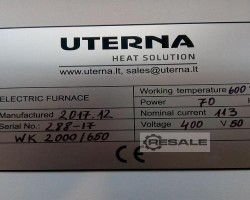 UTERNA
HEAT SOLUTION
www.uterna.lt, sales@uterna.lt
ELECTRIC FURNACE
Manufactured 2017.12
Serial No.: 288-17
WK 2000/650
Working temperature 600
Power 70
Nominal current 113
Voltage 400 V 50
RESALE
CE